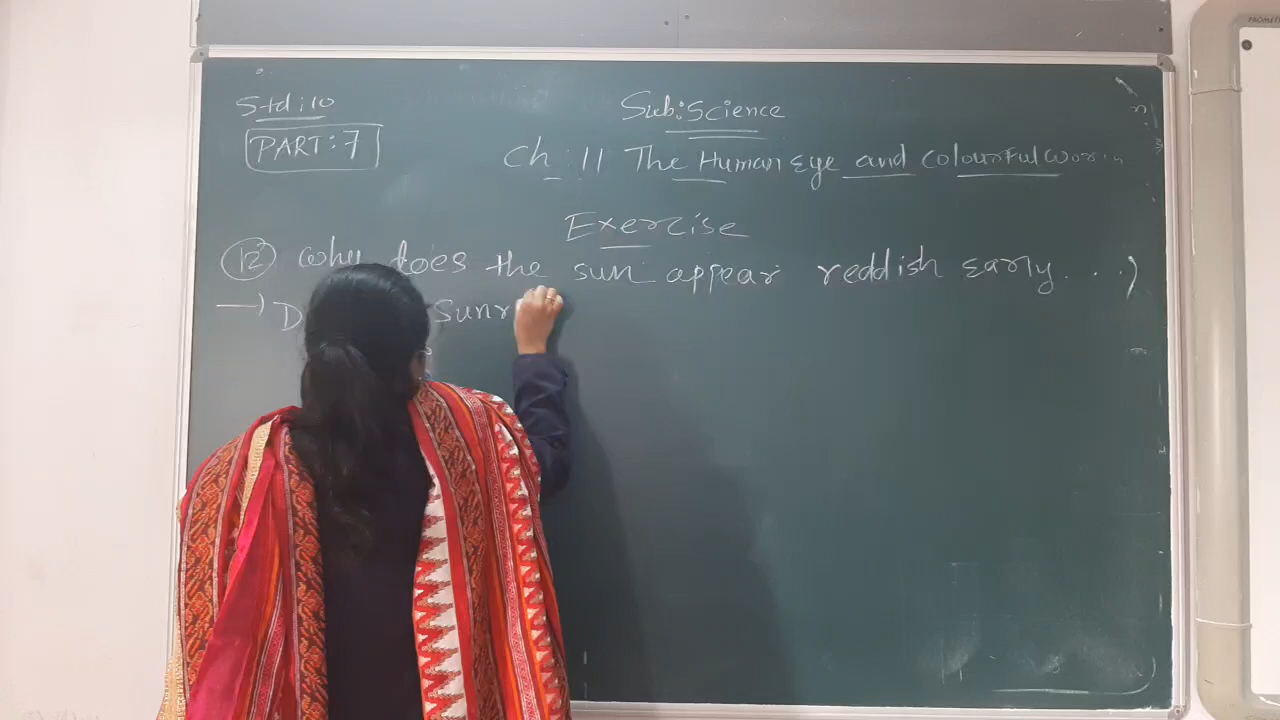 Std:10
Sub:Science
PART:7
Ch:11 The Human eye and Colourful Wor
Exercise
12 Why does the sun appear reddish early...)
→ D Sunr